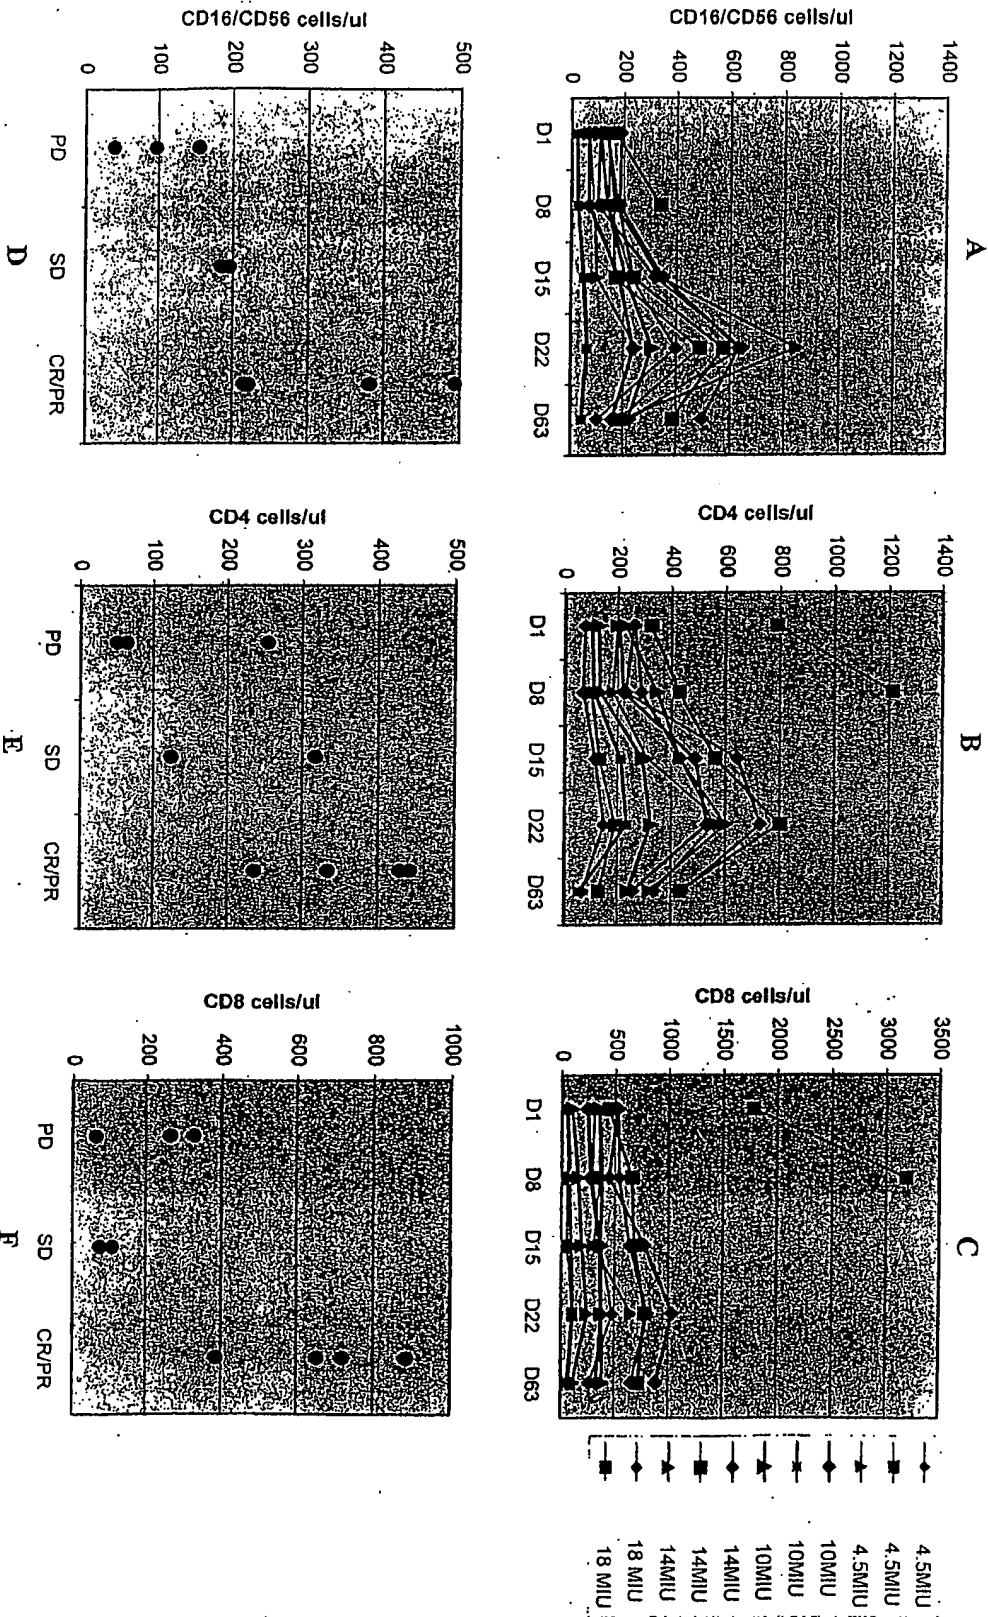 A
CD16/CD56 cells/ul
1400
1200
1000
800
600
400
200
0
D1
D8
D15
D22
D63
B
CD4 cells/ul
1400
1200
1000
800
600
400
200
0
D1
D8
D15
D22
D63
C
CD8 cells/ul
3500
3000
2500
2000
1500
1000
500
0
D1
D8
D15
D22
D63
4.5MIU
4.5MIU
4.5MIU
10MIU
10MIU
10MIU
14MIU
14MIU
14MIU
18 MIU
18 MIU
CD16/CD56 cells/ul
500
400
300
200
100
0
PD
SD
CR/PR
D
CD4 cells/ul
500
400
300
200
100
0
PD
SD
CR/PR
E
CD8 cells/ul
1000
800
600
400
200
0
PD
SD
CR/PR
F